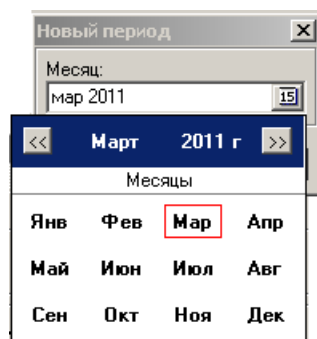 Новый период
Месяц:
мар 2011
15
<< Март 2011 г >>
Месяцы
Янв Фев Мар Апр
Май Июн Июл Авг
Сен Окт Ноя Дек